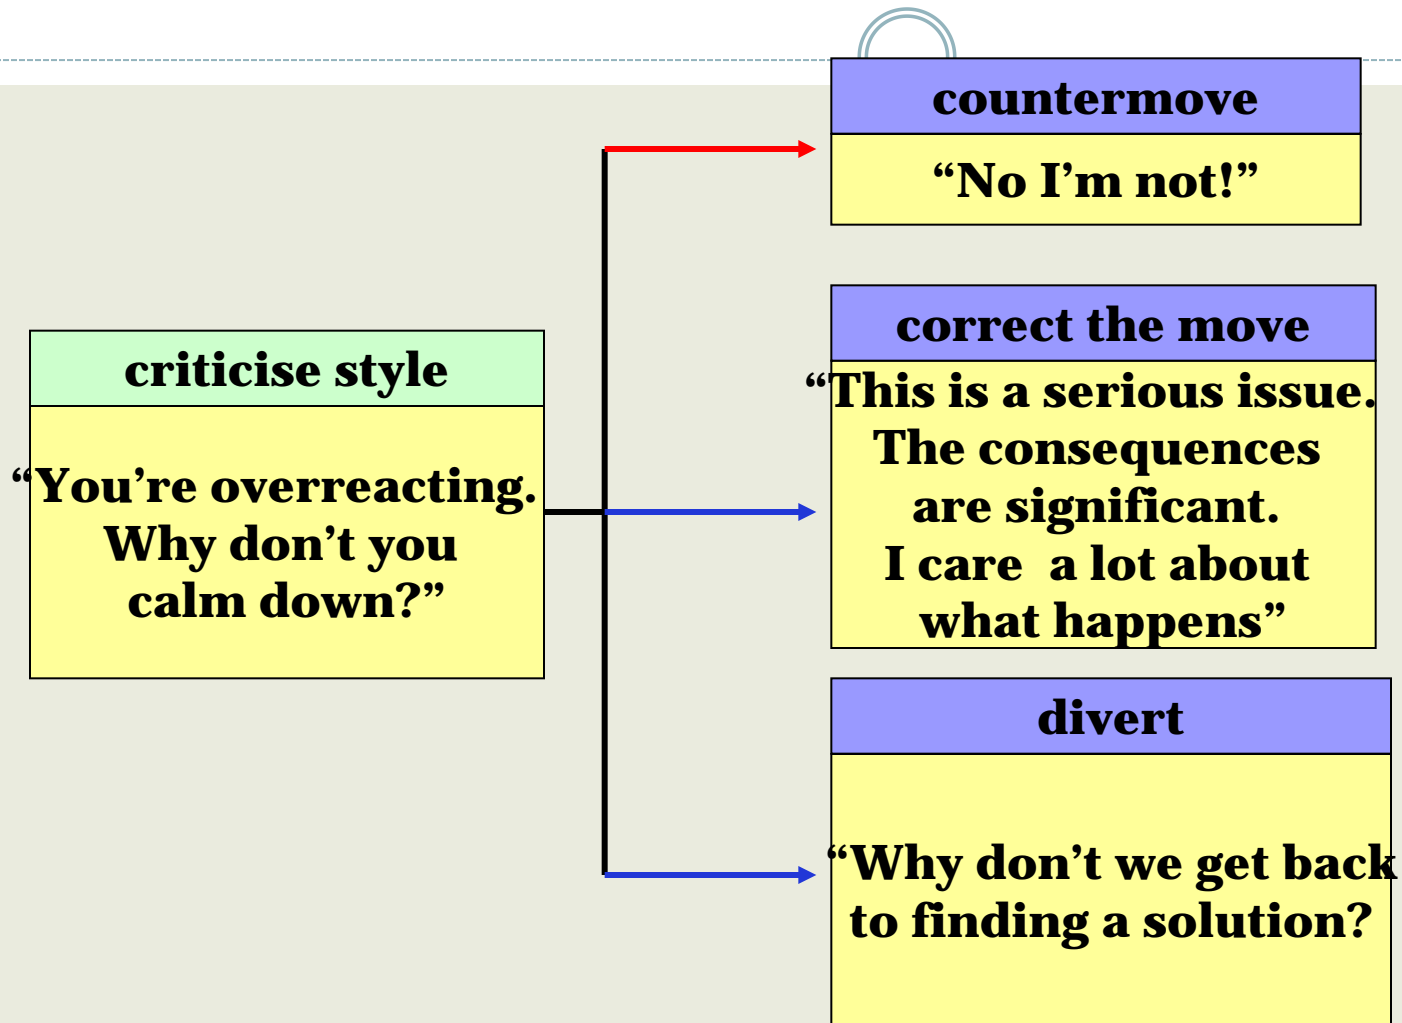 countermove
“No I’m not!”
criticise style
“You’re overreacting.
Why don’t you
calm down?”
correct the move
“This is a serious issue.
The consequences
are significant.
I care  a lot about
what happens”
divert
“Why don’t we get back
to finding a solution?